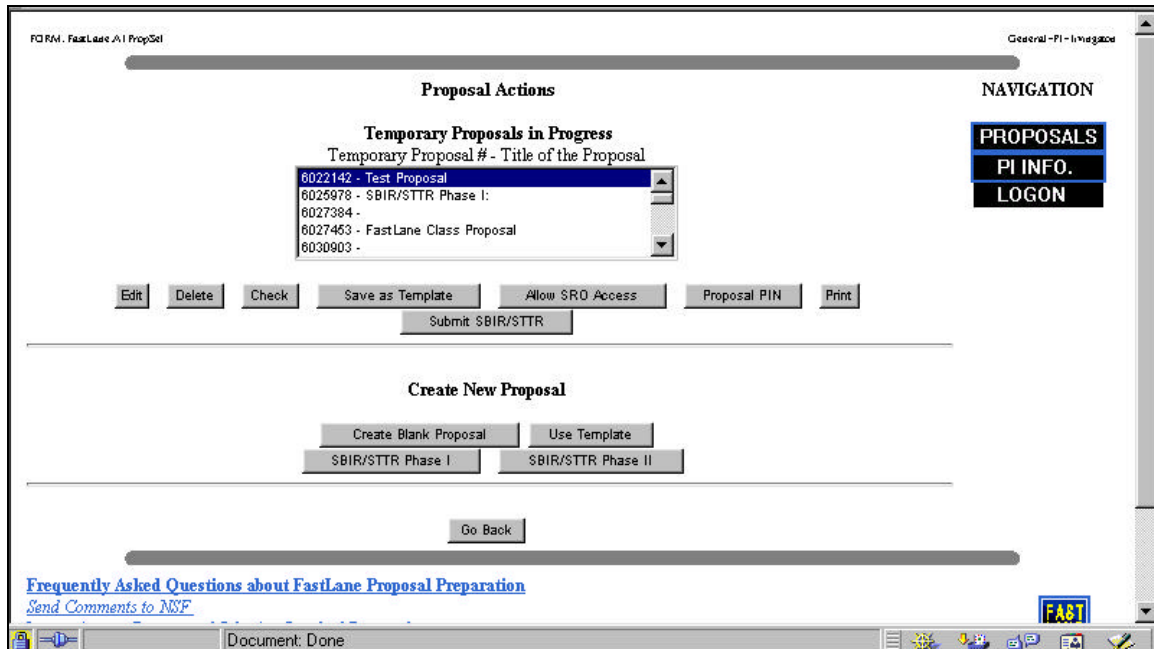 FORM. FastLane A1 PropSel
General - PI - Investigator
Proposal Actions
NAVIGATION
Temporary Proposals in Progress
Temporary Proposal # - Title of the Proposal
6022142 - Test Proposal
6025978 - SBIR/STTR Phase I:
6027384 -
6027453 - FastLane Class Proposal
6030903 -
PROPOSALS
PI INFO.
LOGON
Edit Delete Check Save as Template Allow SRO Access Proposal PIN Print
Submit SBIR/STTR
Create New Proposal
Create Blank Proposal Use Template
SBIR/STTR Phase I SBIR/STTR Phase II
Go Back
Frequently Asked Questions about FastLane Proposal Preparation
Send Comments to NSF
FAST
Document: Done